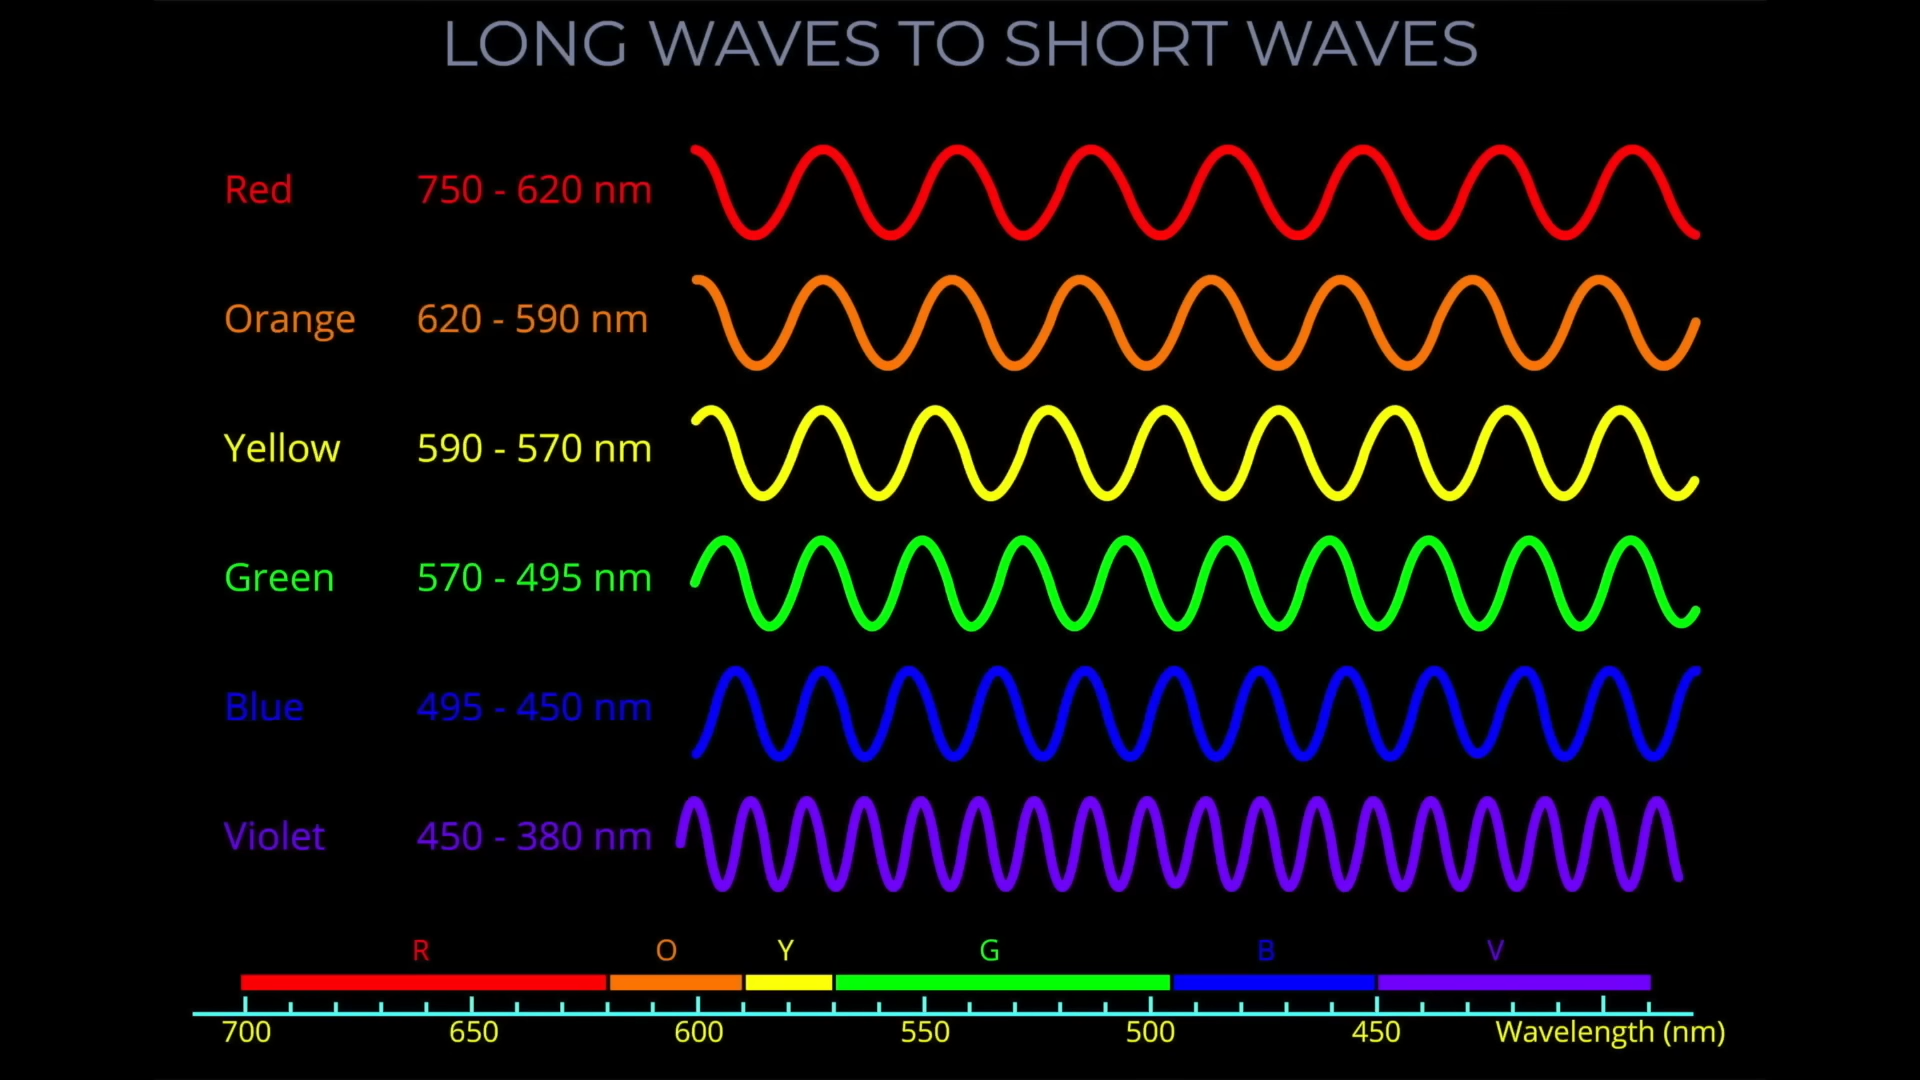 LONG WAVES TO SHORT WAVES
Red 750 - 620 nm
Orange 620 - 590 nm
Yellow 590 - 570 nm
Green 570 - 495 nm
Blue 495 - 450 nm
Violet 450 - 380 nm
R O Y G B V
700 650 600 550 500 450 Wavelength (nm)